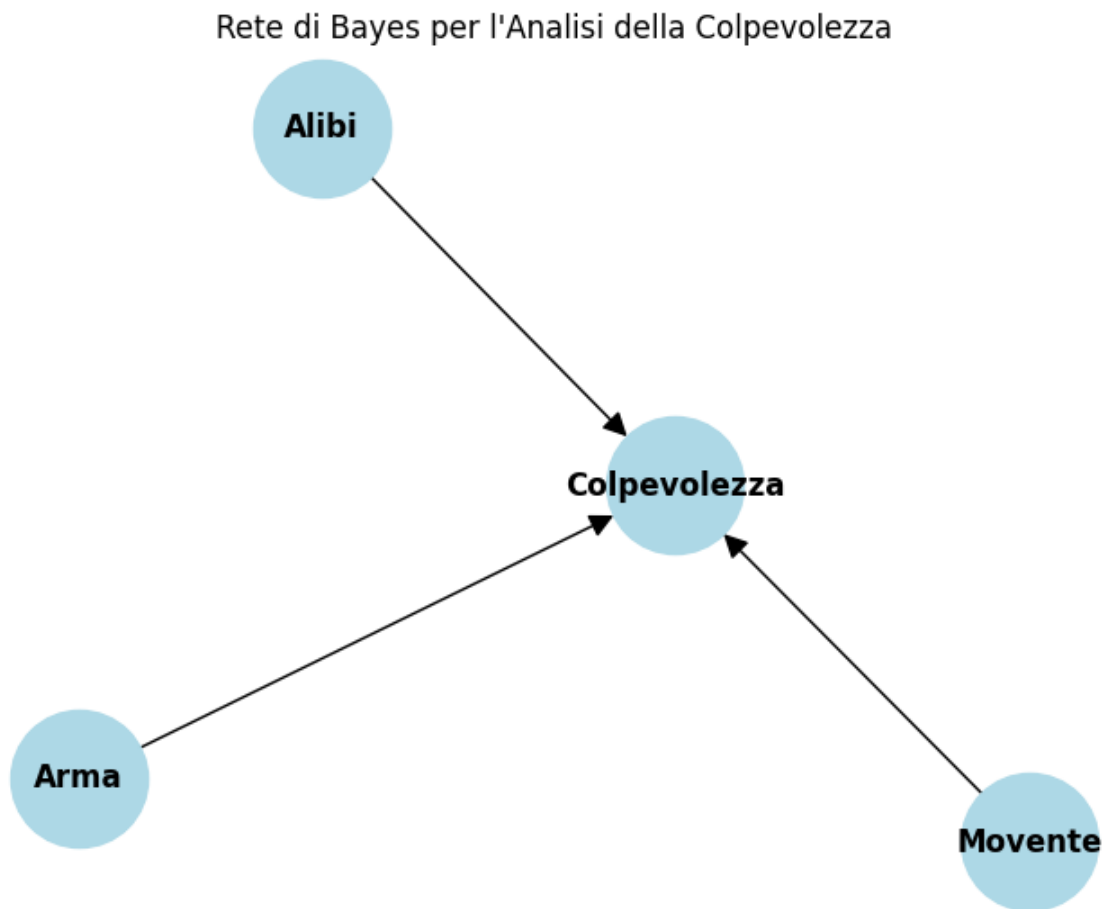 Rete di Bayes per l'Analisi della Colpevolezza
Alibi
Colpevolezza
Arma
Movente